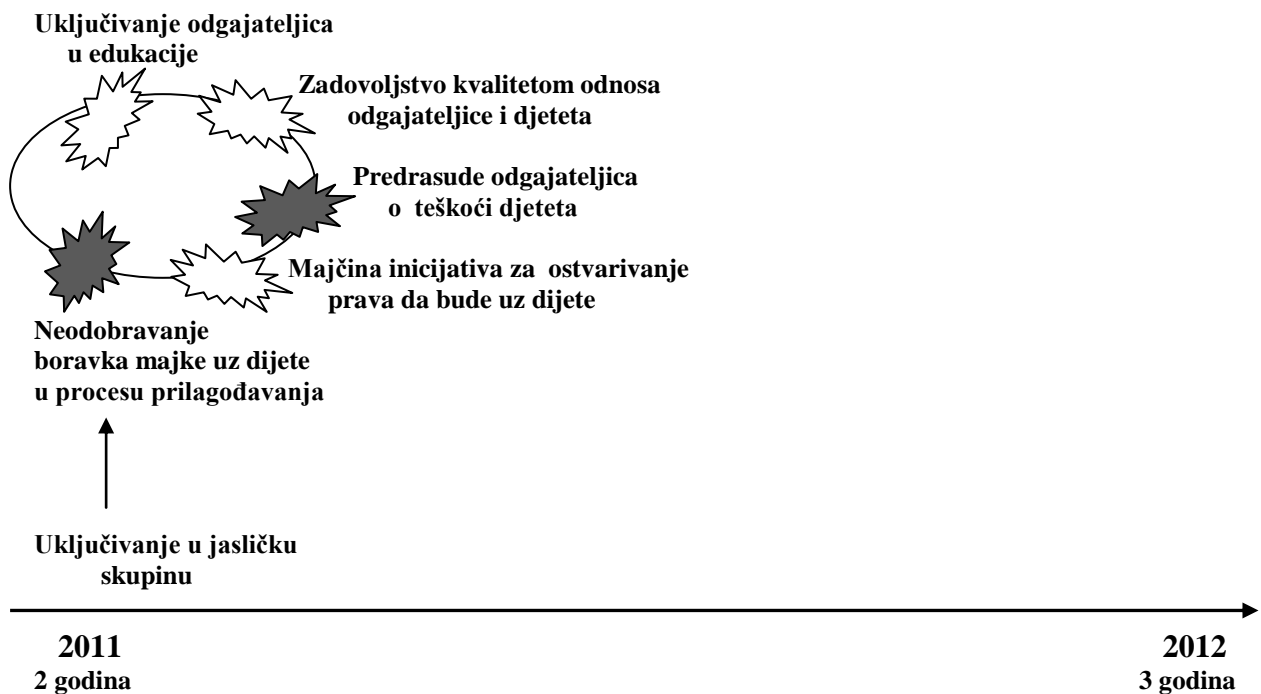 Uključivanje odgajateljica
u edukacije
Zadovoljstvo kvalitetom odnosa
odgajateljice i djeteta
Predrasude odgajateljica
o teškoći djeteta
Majčina inicijativa za ostvarivanje
prava da bude uz dijete
Neodobravanje
boravka majke uz dijete
u procesu prilagođavanja
Uključivanje u jasličku
skupinu
2011
2 godina
2012
3 godina